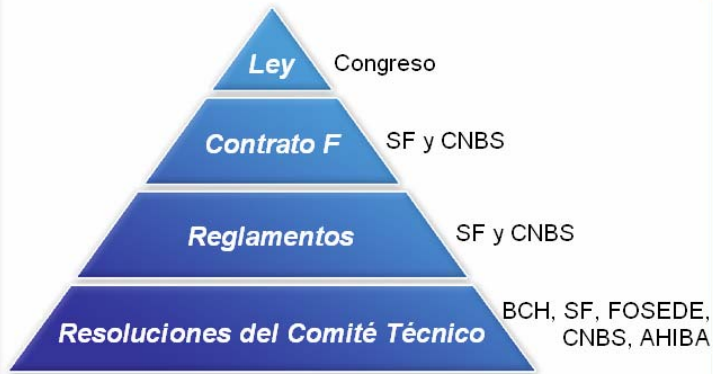 Ley
Congreso
Contrato F
SF y CNBS
Reglamentos
SF y CNBS
Resoluciones del Comité Técnico
BCH, SF, FOSEDE,
CNBS, AHIBA